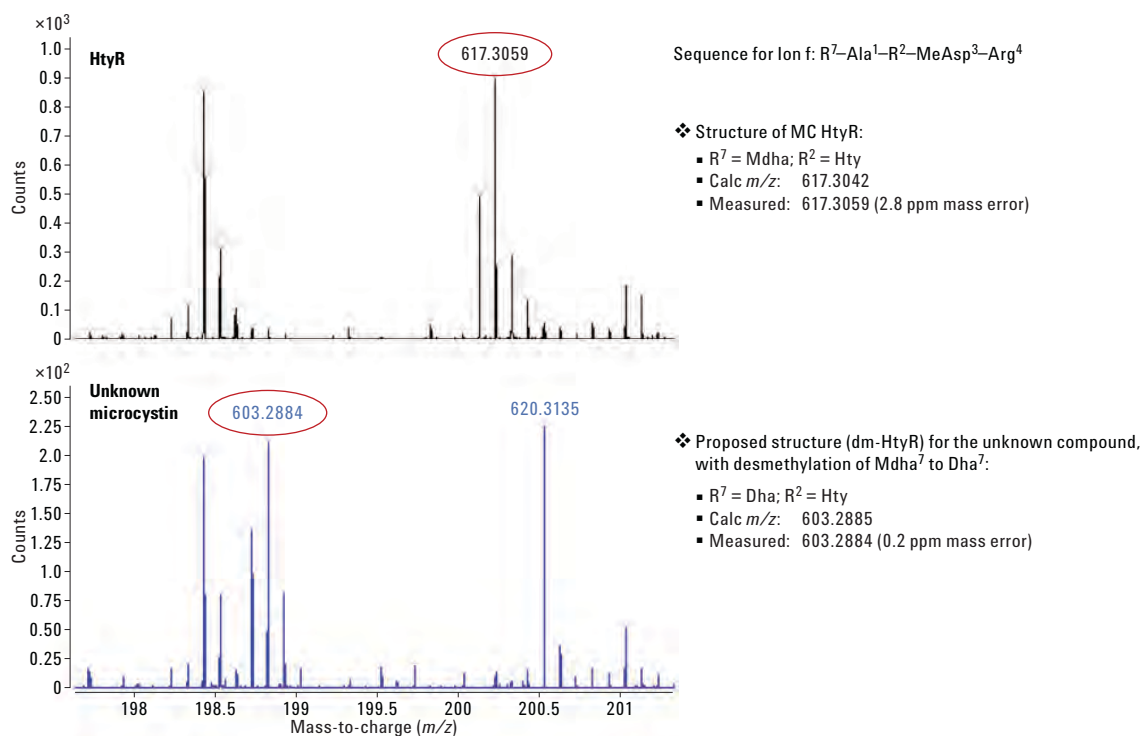 ×10³
1.0
0.9
0.8
0.7
0.6
0.5
0.4
0.3
0.2
0.1
0
Counts
HtyR
617.3059
Sequence for Ion f: R⁷–Ala¹–R²–MeAsp³–Arg⁴
❖ Structure of MC HtyR:
▪ R⁷ = Mdha; R² = Hty
▪ Calc m/z: 617.3042
▪ Measured: 617.3059 (2.8 ppm mass error)
×10²
2.50
2.25
2.00
1.75
1.50
1.25
1.00
0.75
0.50
0.25
0
Counts
Unknown
microcystin
603.2884
620.3135
❖ Proposed structure (dm-HtyR) for the unknown compound,
with desmethylation of Mdha⁷ to Dha⁷:
▪ R⁷ = Dha; R² = Hty
▪ Calc m/z: 603.2885
▪ Measured: 603.2884 (0.2 ppm mass error)
198 198.5 199 199.5 200 200.5 201
Mass-to-charge (m/z)